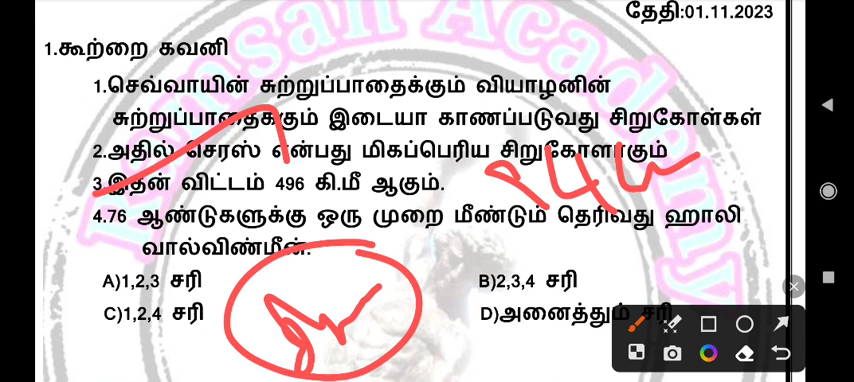 தேதி:01.11.2023
1.கூற்றை கவனி
1.செவ்வாயின் சுற்றுப்பாதைக்கும் வியாழனின்
சுற்றுப்பாதைக்கும் இடையா காணப்படுவது சிறுகோள்கள்
2.அதில் செரஸ் என்பது மிகப்பெரிய சிறுகோளாகும்
3.இதன் விட்டம் 496 கி.மீ ஆகும்.
4.76 ஆண்டுகளுக்கு ஒரு முறை மீண்டும் தெரிவது ஹாலி
வால்விண்மீன்.
A)1,2,3 சரி B)2,3,4 சரி
C)1,2,4 சரி D)அனைத்தும் சரி